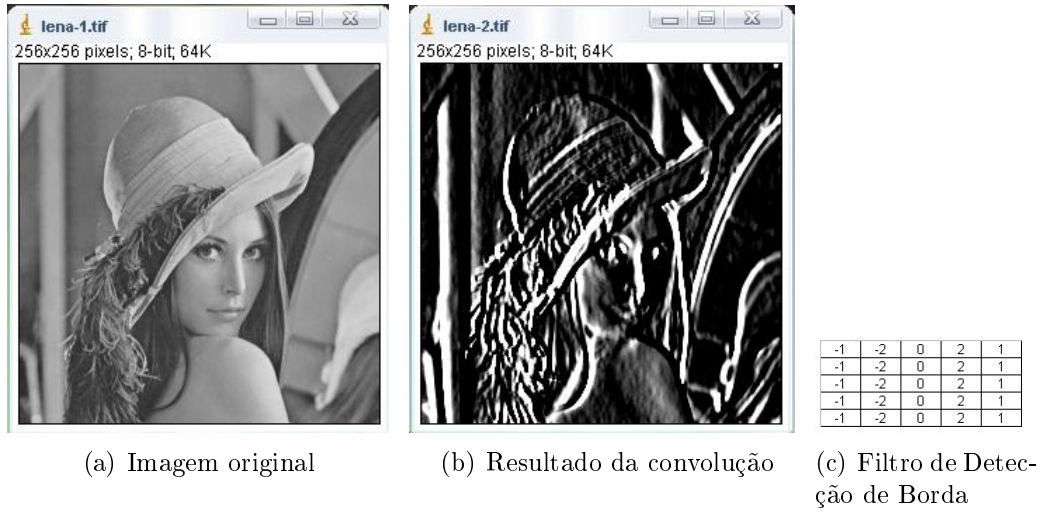 lena-1.tif
256x256 pixels; 8-bit; 64K
lena-2.tif
256x256 pixels; 8-bit; 64K
-1 -2 0 2 1
-1 -2 0 2 1
-1 -2 0 2 1
-1 -2 0 2 1
-1 -2 0 2 1
(a) Imagem original
(b) Resultado da convolução
(c) Filtro de Detec-
ção de Borda